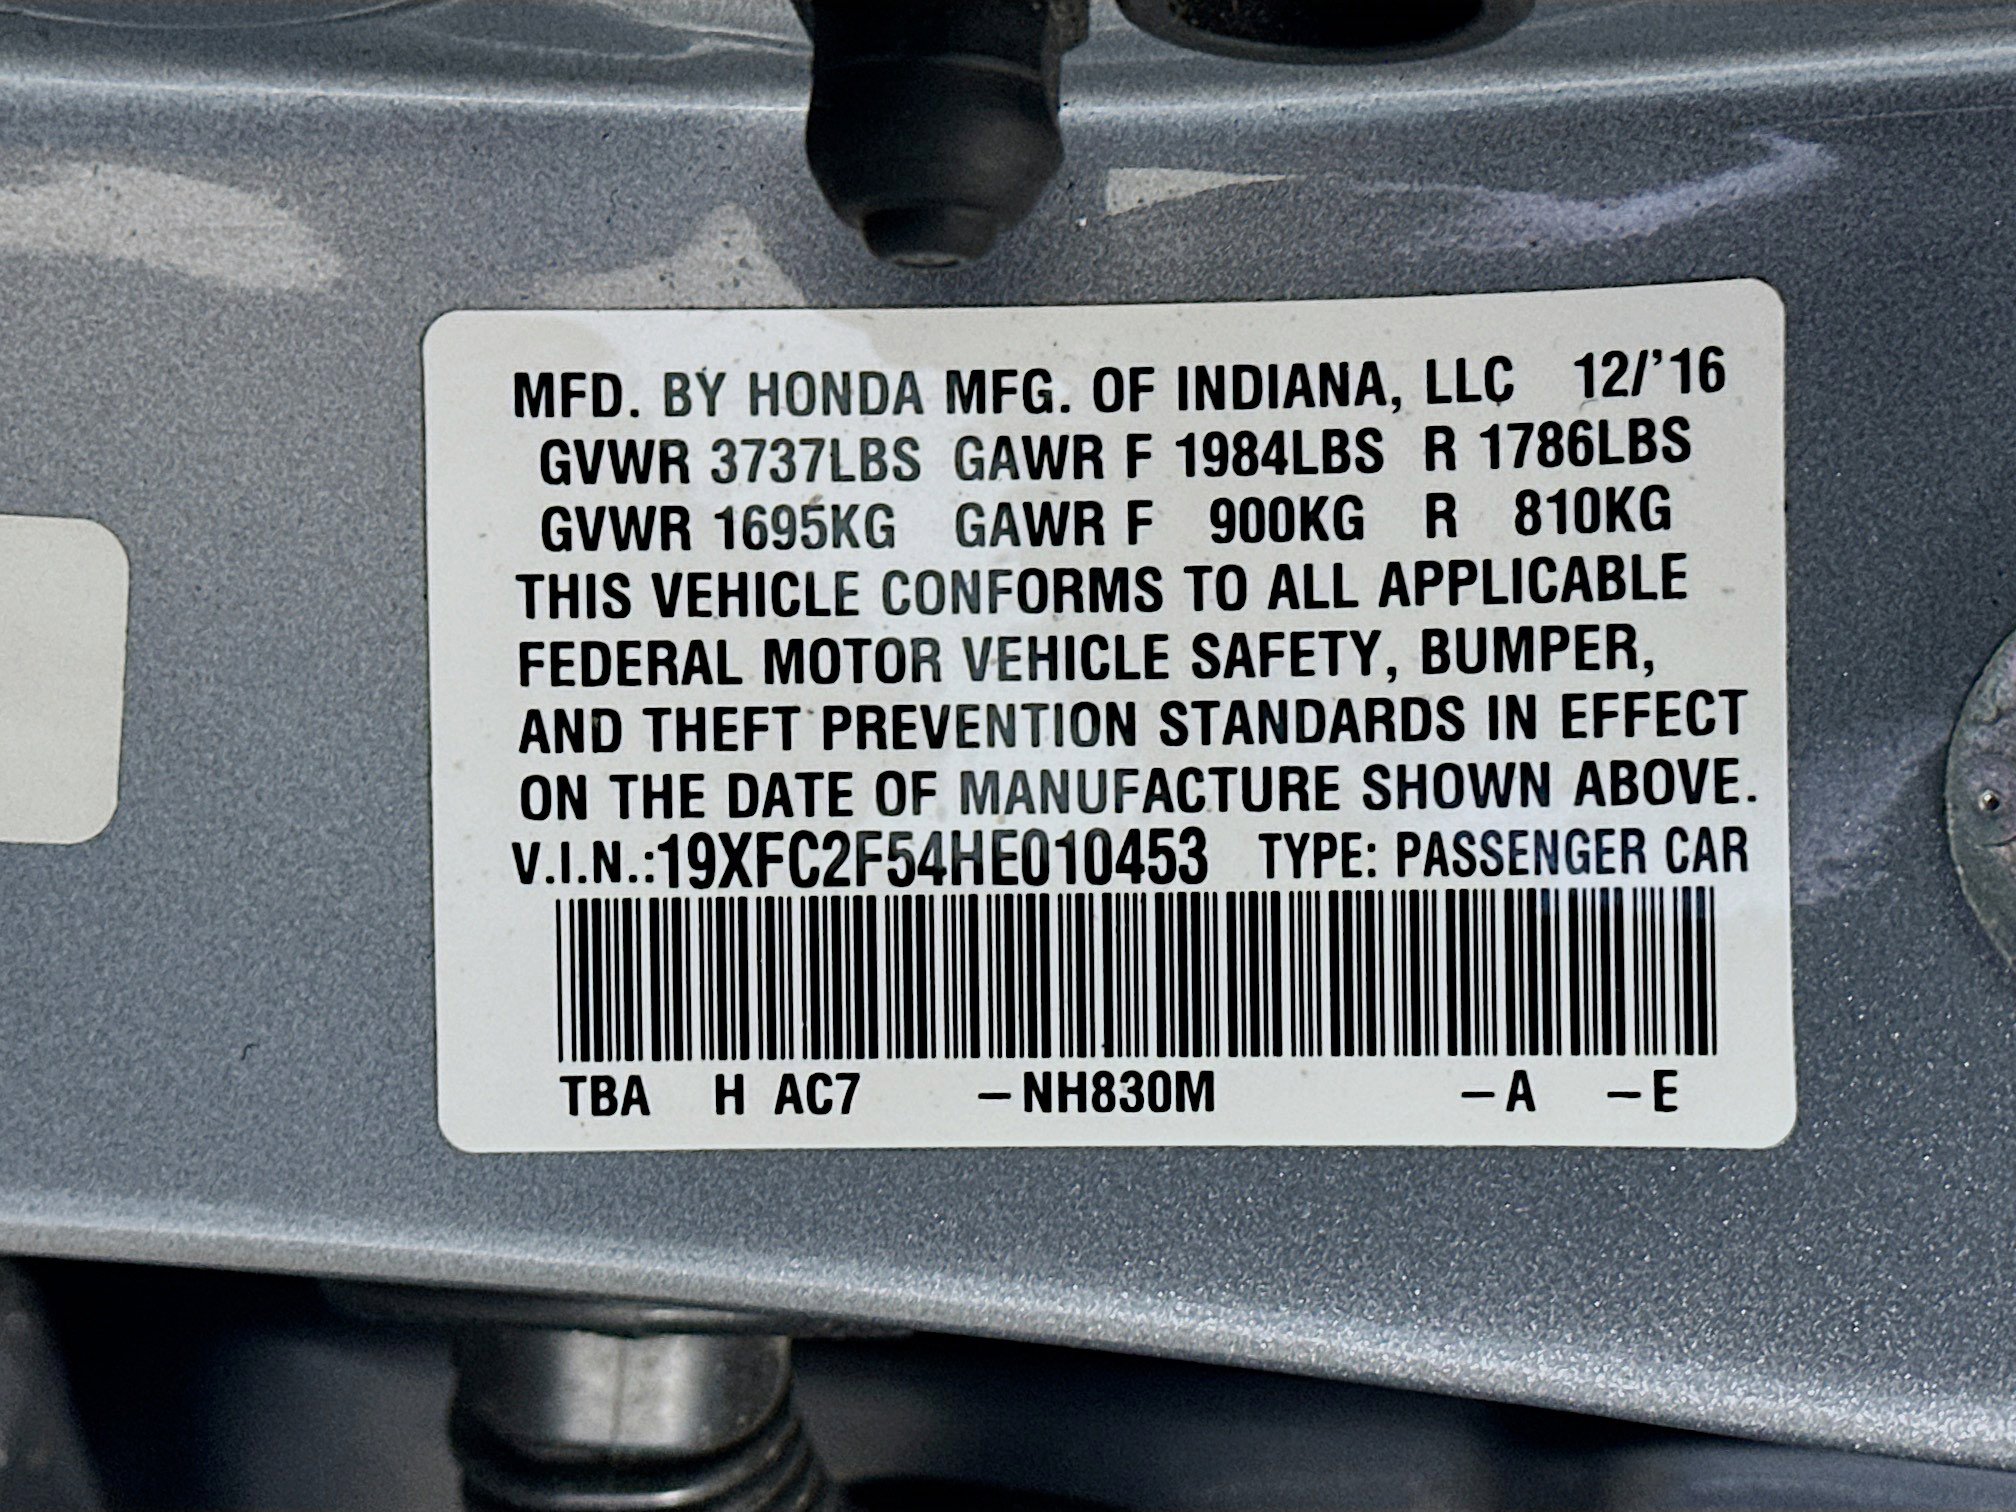 MFD. BY HONDA MFG. OF INDIANA, LLC 12/'16
GVWR 3737LBS GAWR F 1984LBS R 1786LBS
GVWR 1695KG GAWR F 900KG R 810KG
THIS VEHICLE CONFORMS TO ALL APPLICABLE
FEDERAL MOTOR VEHICLE SAFETY, BUMPER,
AND THEFT PREVENTION STANDARDS IN EFFECT
ON THE DATE OF MANUFACTURE SHOWN ABOVE.
V.I.N.:19XFC2F54HE010453 TYPE: PASSENGER CAR
TBA H AC7 –NH830M –A –E